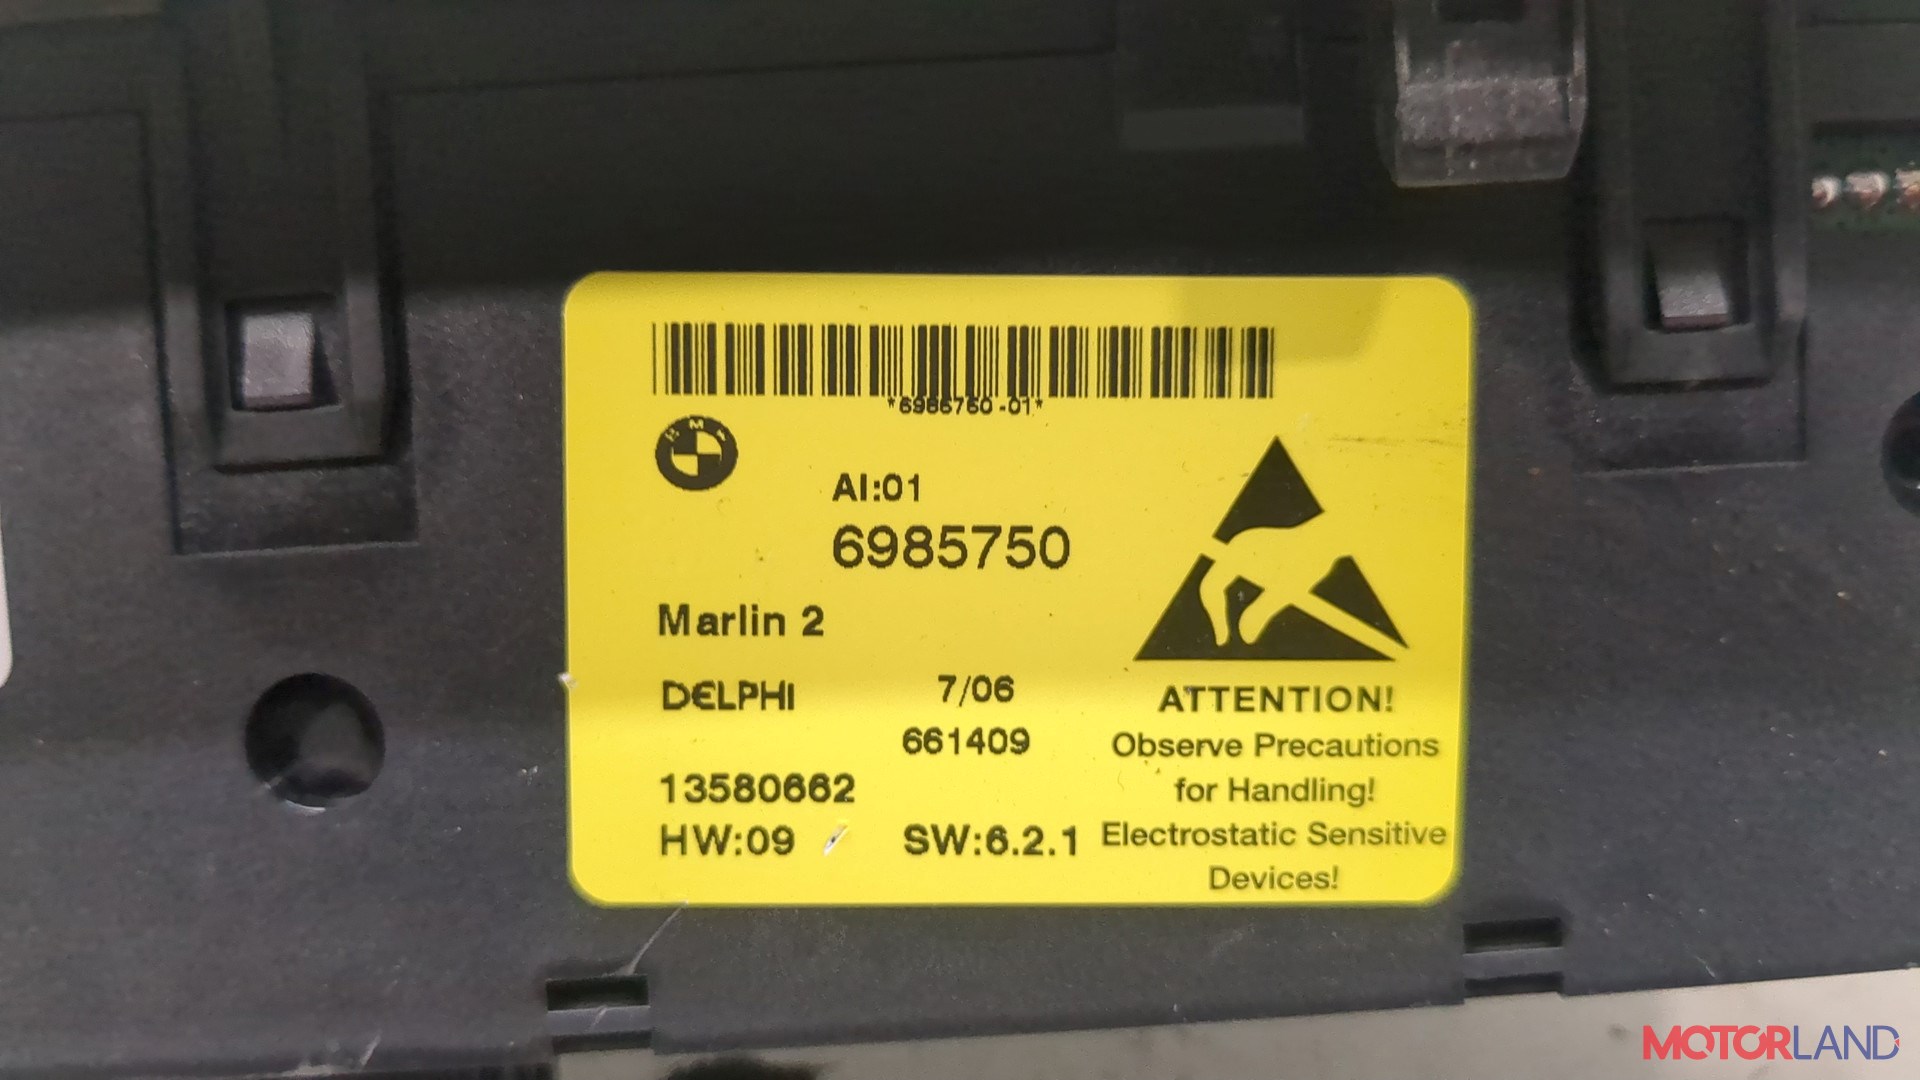 *6985750-01*
BMW
AI:01
6985750
Marlin 2
DELPHI 7/06
661409
13580662
HW:09 SW:6.2.1
ATTENTION!
Observe Precautions
for Handling!
Electrostatic Sensitive
Devices!
MOTORLAND